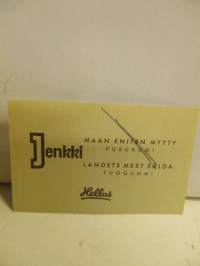 Jenkki
MAAN ENITEN MYYTY
PURUKUMI
LANDETS MEST SÅLDA
TUGGUMMI
Hellas